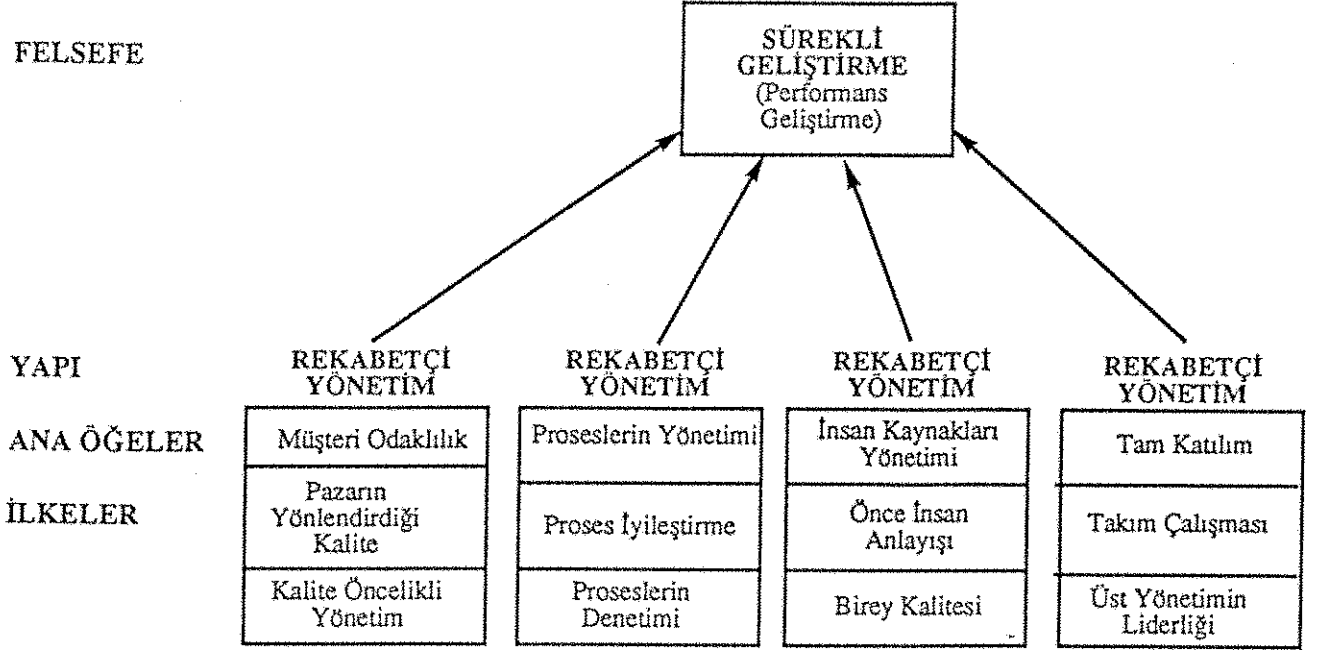 FELSEFE
SÜREKLİ
GELİŞTİRME
(Performans
Geliştirme)
YAPI
REKABETÇİ
YÖNETİM
REKABETÇİ
YÖNETİM
REKABETÇİ
YÖNETİM
REKABETÇİ
YÖNETİM
ANA ÖĞELER
Müşteri Odaklılık
Proseslerin Yönetimi
İnsan Kaynakları
Yönetimi
Tam Katılım
İLKELER
Pazarın
Yönlendirdiği
Kalite
Proses İyileştirme
Önce İnsan
Anlayışı
Takım Çalışması
Kalite Öncelikli
Yönetim
Proseslerin
Denetimi
Birey Kalitesi
Üst Yönetimin
Liderliği